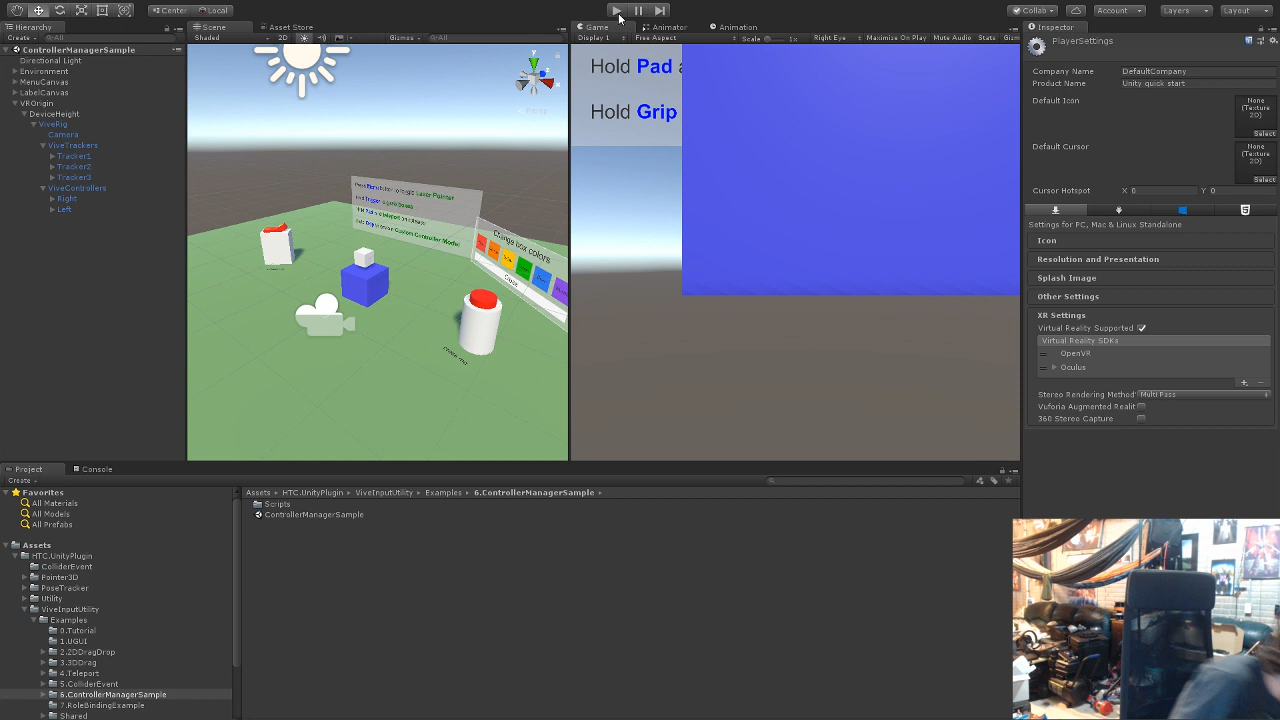 Center Local
Collab Account Layers Layout
Hierarchy
Create All
ControllerManagerSample
Directional Light
Environment
MenuCanvas
LabelCanvas
VROrigin
DeviceHeight
ViveRig
Camera
ViveTrackers
Tracker1
Tracker2
Tracker3
ViveControllers
Right
Left
Scene Asset Store
Shaded 2D Gizmos All
y
x
Persp
Change box colors
Game Animator Animation
Display 1 Free Aspect Scale 1x Right Eye Maximize On Play Mute Audio Stats Gizm
Hold Pad a
Hold Grip
Inspector
PlayerSettings
Company Name DefaultCompany
Product Name Unity quick start
Default Icon None (Texture 2D) Select
Default Cursor None (Texture 2D) Select
Cursor Hotspot X 0 Y 0
Settings for PC, Mac & Linux Standalone
Icon
Resolution and Presentation
Splash Image
Other Settings
XR Settings
Virtual Reality Supported
Virtual Reality SDKs
OpenVR
Oculus
Stereo Rendering Method* Multi Pass
Vuforia Augmented Realit
360 Stereo Capture
Project Console
Create
Favorites
All Materials
All Models
All Prefabs
Assets
HTC.UnityPlugin
ColliderEvent
Pointer3D
PoseTracker
Utility
ViveInputUtility
Examples
0.Tutorial
1.UGUI
2.2DDragDrop
3.3DDrag
4.Teleport
5.ColliderEvent
6.ControllerManagerSample
7.RoleBindingExample
Shared
Assets HTC.UnityPlugin ViveInputUtility Examples 6.ControllerManagerSample
Scripts
ControllerManagerSample